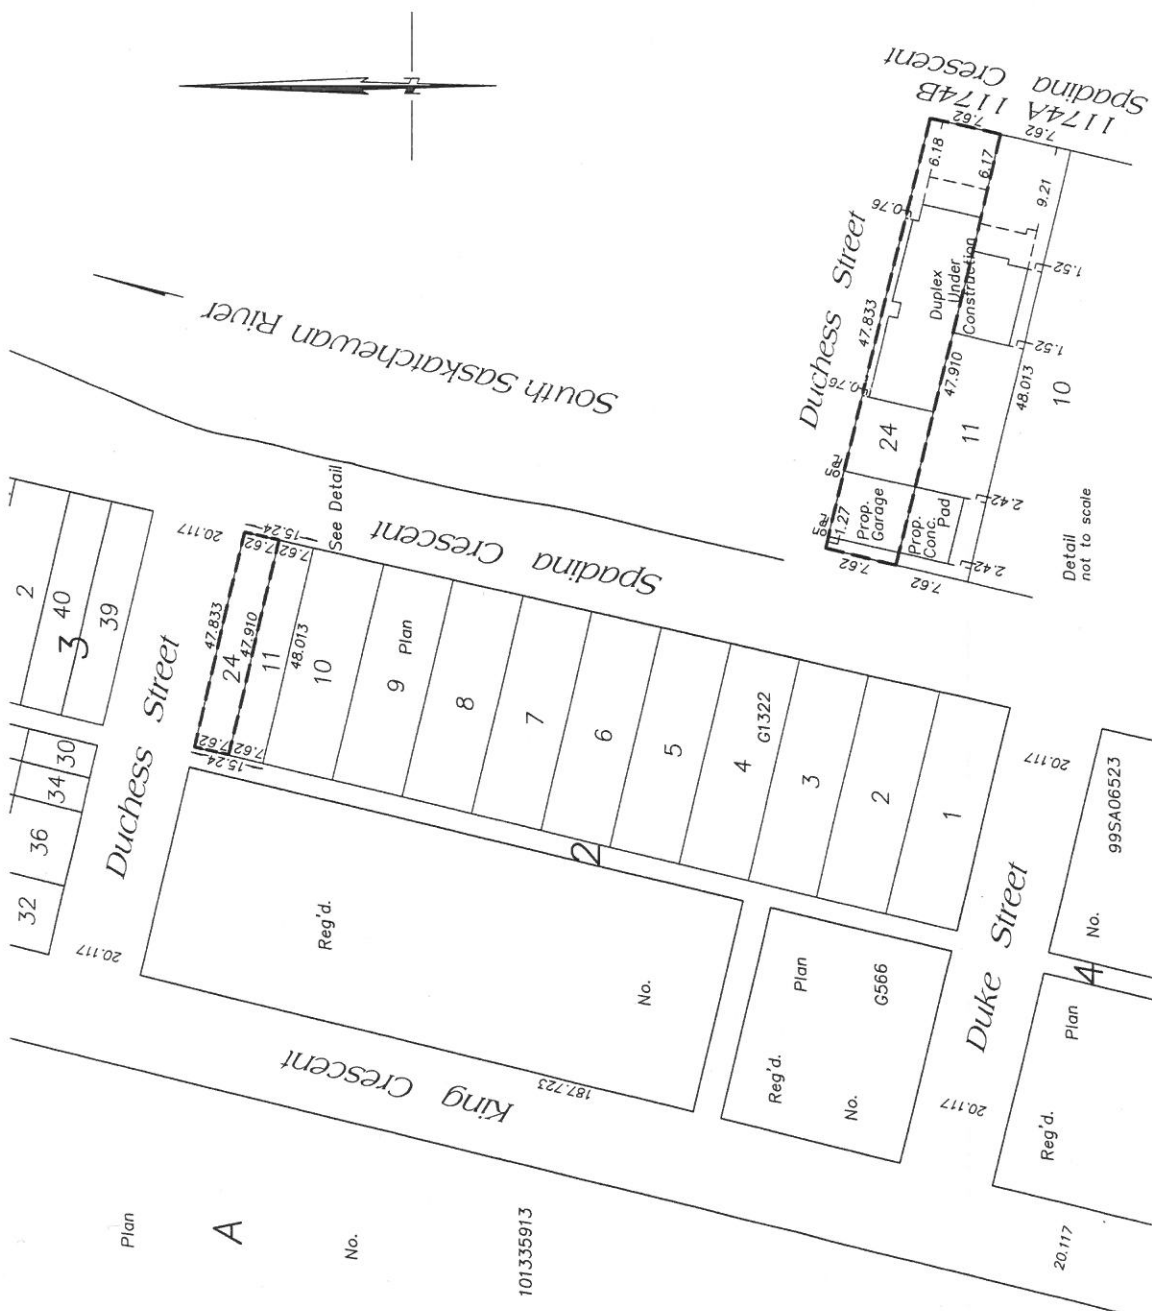 N
South Saskatchewan River
See Detail
Spading Crescent
Duchess Street
20.117
20.117
2
40
39
3
30
34
36
32
47.833
24
47.910
11
48.013
10
15.24
7.62
7.62
15.24
7.62
7.62
9
Plan
8
7
6
5
4
G1322
3
2
1
2
Reg'd.
No.
King Crescent
187.723
Plan
Reg'd.
No.
G566
Duke Street
20.117
20.117
20.117
99SA06523
No.
4
Plan
Reg'd.
Plan
A
No.
101335913
Spadina Crescent
1174A 1174B
Duchess Street
7.62
7.62
6.18
6.17
9.21
0.76
0.76
47.833
47.910
48.013
Duplex
Under
Construction
1.52
1.52
24
11
10
1.27
Prop.
Garage
Prop.
Conc.
Pad
2.42
2.42
7.62
7.62
Detail
not to scale